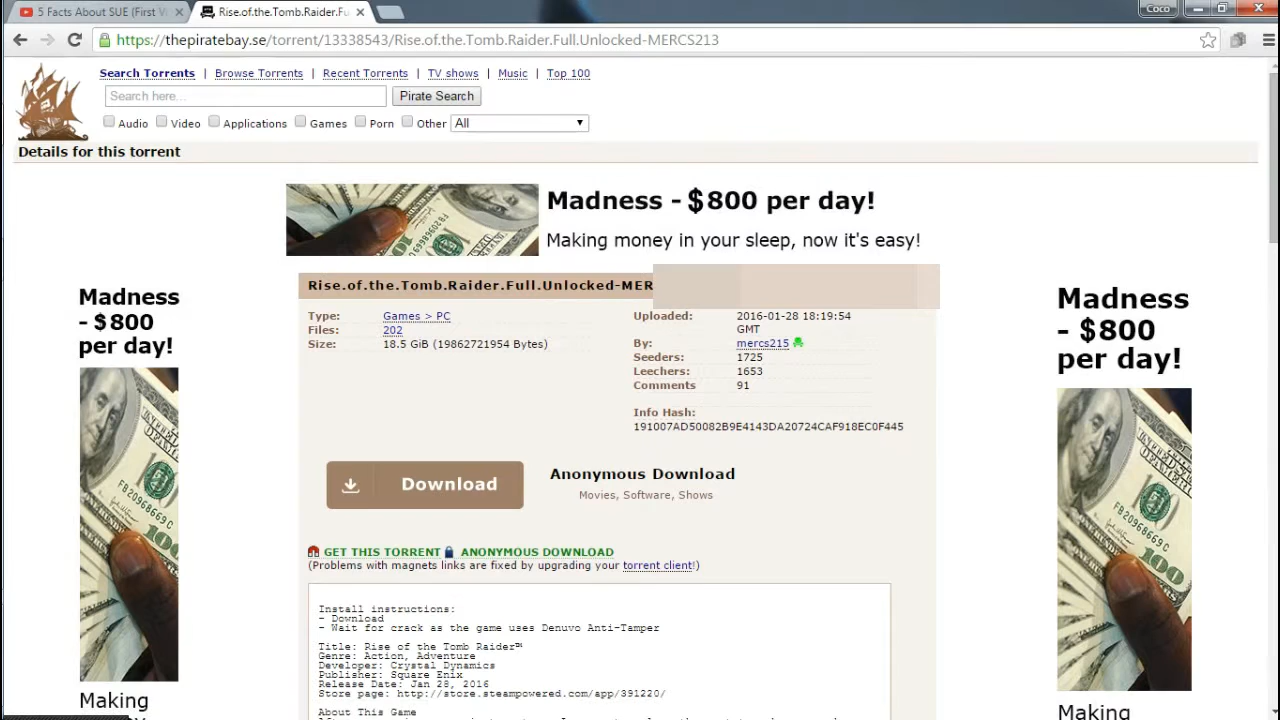 5 Facts About SUE (First V
Rise.of.the.Tomb.Raider.Fu
Coco
https://thepiratebay.se/torrent/13338543/Rise.of.the.Tomb.Raider.Full.Unlocked-MERCS213
Search Torrents | Browse Torrents | Recent Torrents | TV shows | Music | Top 100
Search here...
Pirate Search
Audio Video Applications Games Porn Other All
Details for this torrent
Madness - $800 per day!
Making money in your sleep, now it's easy!
Madness
- $800
per day!
Making
Rise.of.the.Tomb.Raider.Full.Unlocked-MER
Type: Games > PC
Files: 202
Size: 18.5 GiB (19862721954 Bytes)
Uploaded: 2016-01-28 18:19:54
GMT
By: mercs215
Seeders: 1725
Leechers: 1653
Comments 91
Info Hash:
191007AD50082B9E4143DA20724CAF918EC0F445
Download
Anonymous Download
Movies, Software, Shows
GET THIS TORRENT ANONYMOUS DOWNLOAD
(Problems with magnets links are fixed by upgrading your torrent client!)
Install instructions:
- Download
- Wait for crack as the game uses Denuvo Anti-Tamper
Title: Rise of the Tomb Raider™
Genre: Action, Adventure
Developer: Crystal Dynamics
Publisher: Square Enix
Release Date: Jan 28, 2016
Store page: http://store.steampowered.com/app/391220/
About This Game
Madness
- $800
per day!
Making